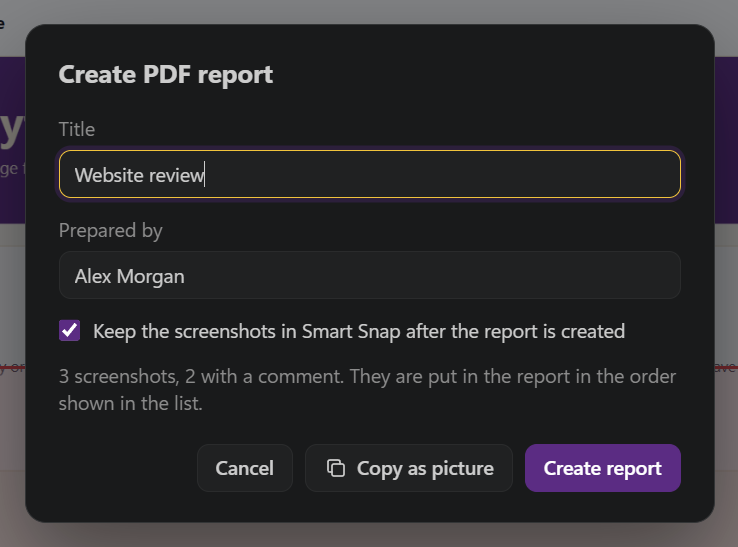 Create PDF report
Title
Website review
Prepared by
Alex Morgan
Keep the screenshots in Smart Snap after the report is created
3 screenshots, 2 with a comment. They are put in the report in the order
shown in the list.
Cancel
Copy as picture
Create report